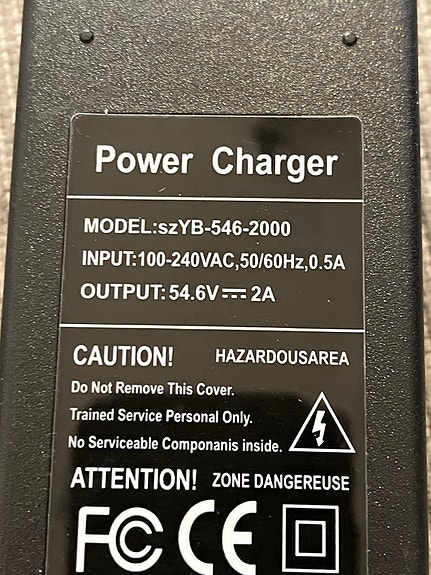 Power Charger
MODEL:szYB-546-2000
INPUT:100-240VAC,50/60Hz,0.5A
OUTPUT:54.6V⎓2A
CAUTION! HAZARDOUSAREA
Do Not Remove This Cover.
Trained Service Personal Only.
No Serviceable Componanis inside.
ATTENTION! ZONE DANGEREUSE
FC CE